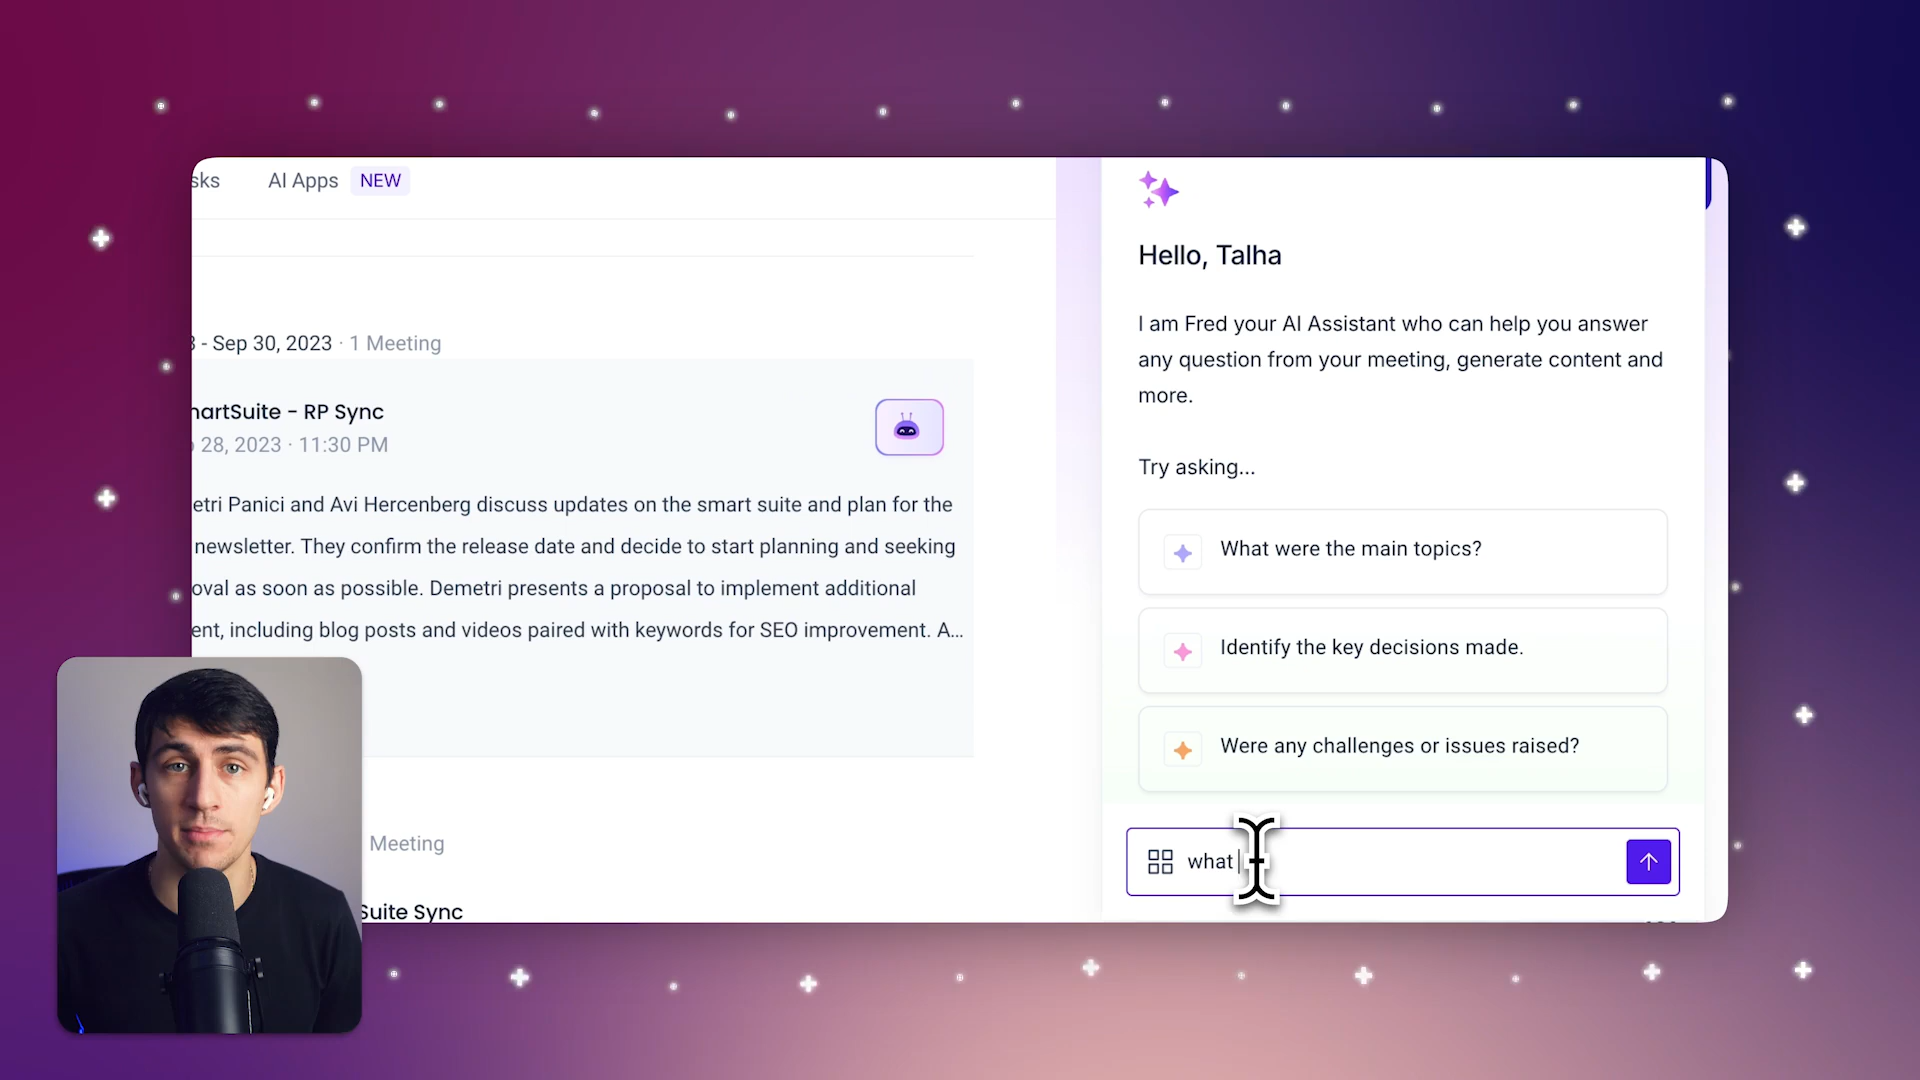 sks AI Apps NEW
3 - Sep 30, 2023 · 1 Meeting
nartSuite - RP Sync
28, 2023 · 11:30 PM
etri Panici and Avi Hercenberg discuss updates on the smart suite and plan for the
newsletter. They confirm the release date and decide to start planning and seeking
oval as soon as possible. Demetri presents a proposal to implement additional
ent, including blog posts and videos paired with keywords for SEO improvement. A...
Meeting
Suite Sync
Hello, Talha
I am Fred your AI Assistant who can help you answer
any question from your meeting, generate content and
more.
Try asking...
What were the main topics?
Identify the key decisions made.
Were any challenges or issues raised?
what